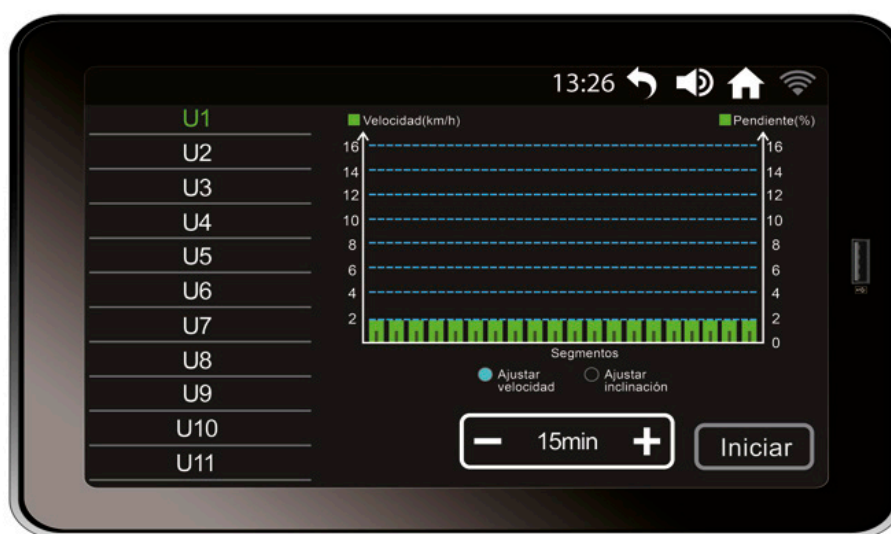 13:26
U1
U2
U3
U4
U5
U6
U7
U8
U9
U10
U11
Velocidad(km/h)
Pendiente(%)
16
14
12
10
8
6
4
2
16
14
12
10
8
6
4
2
0
Segmentos
Ajustar
velocidad
Ajustar
inclinación
15min
Iniciar